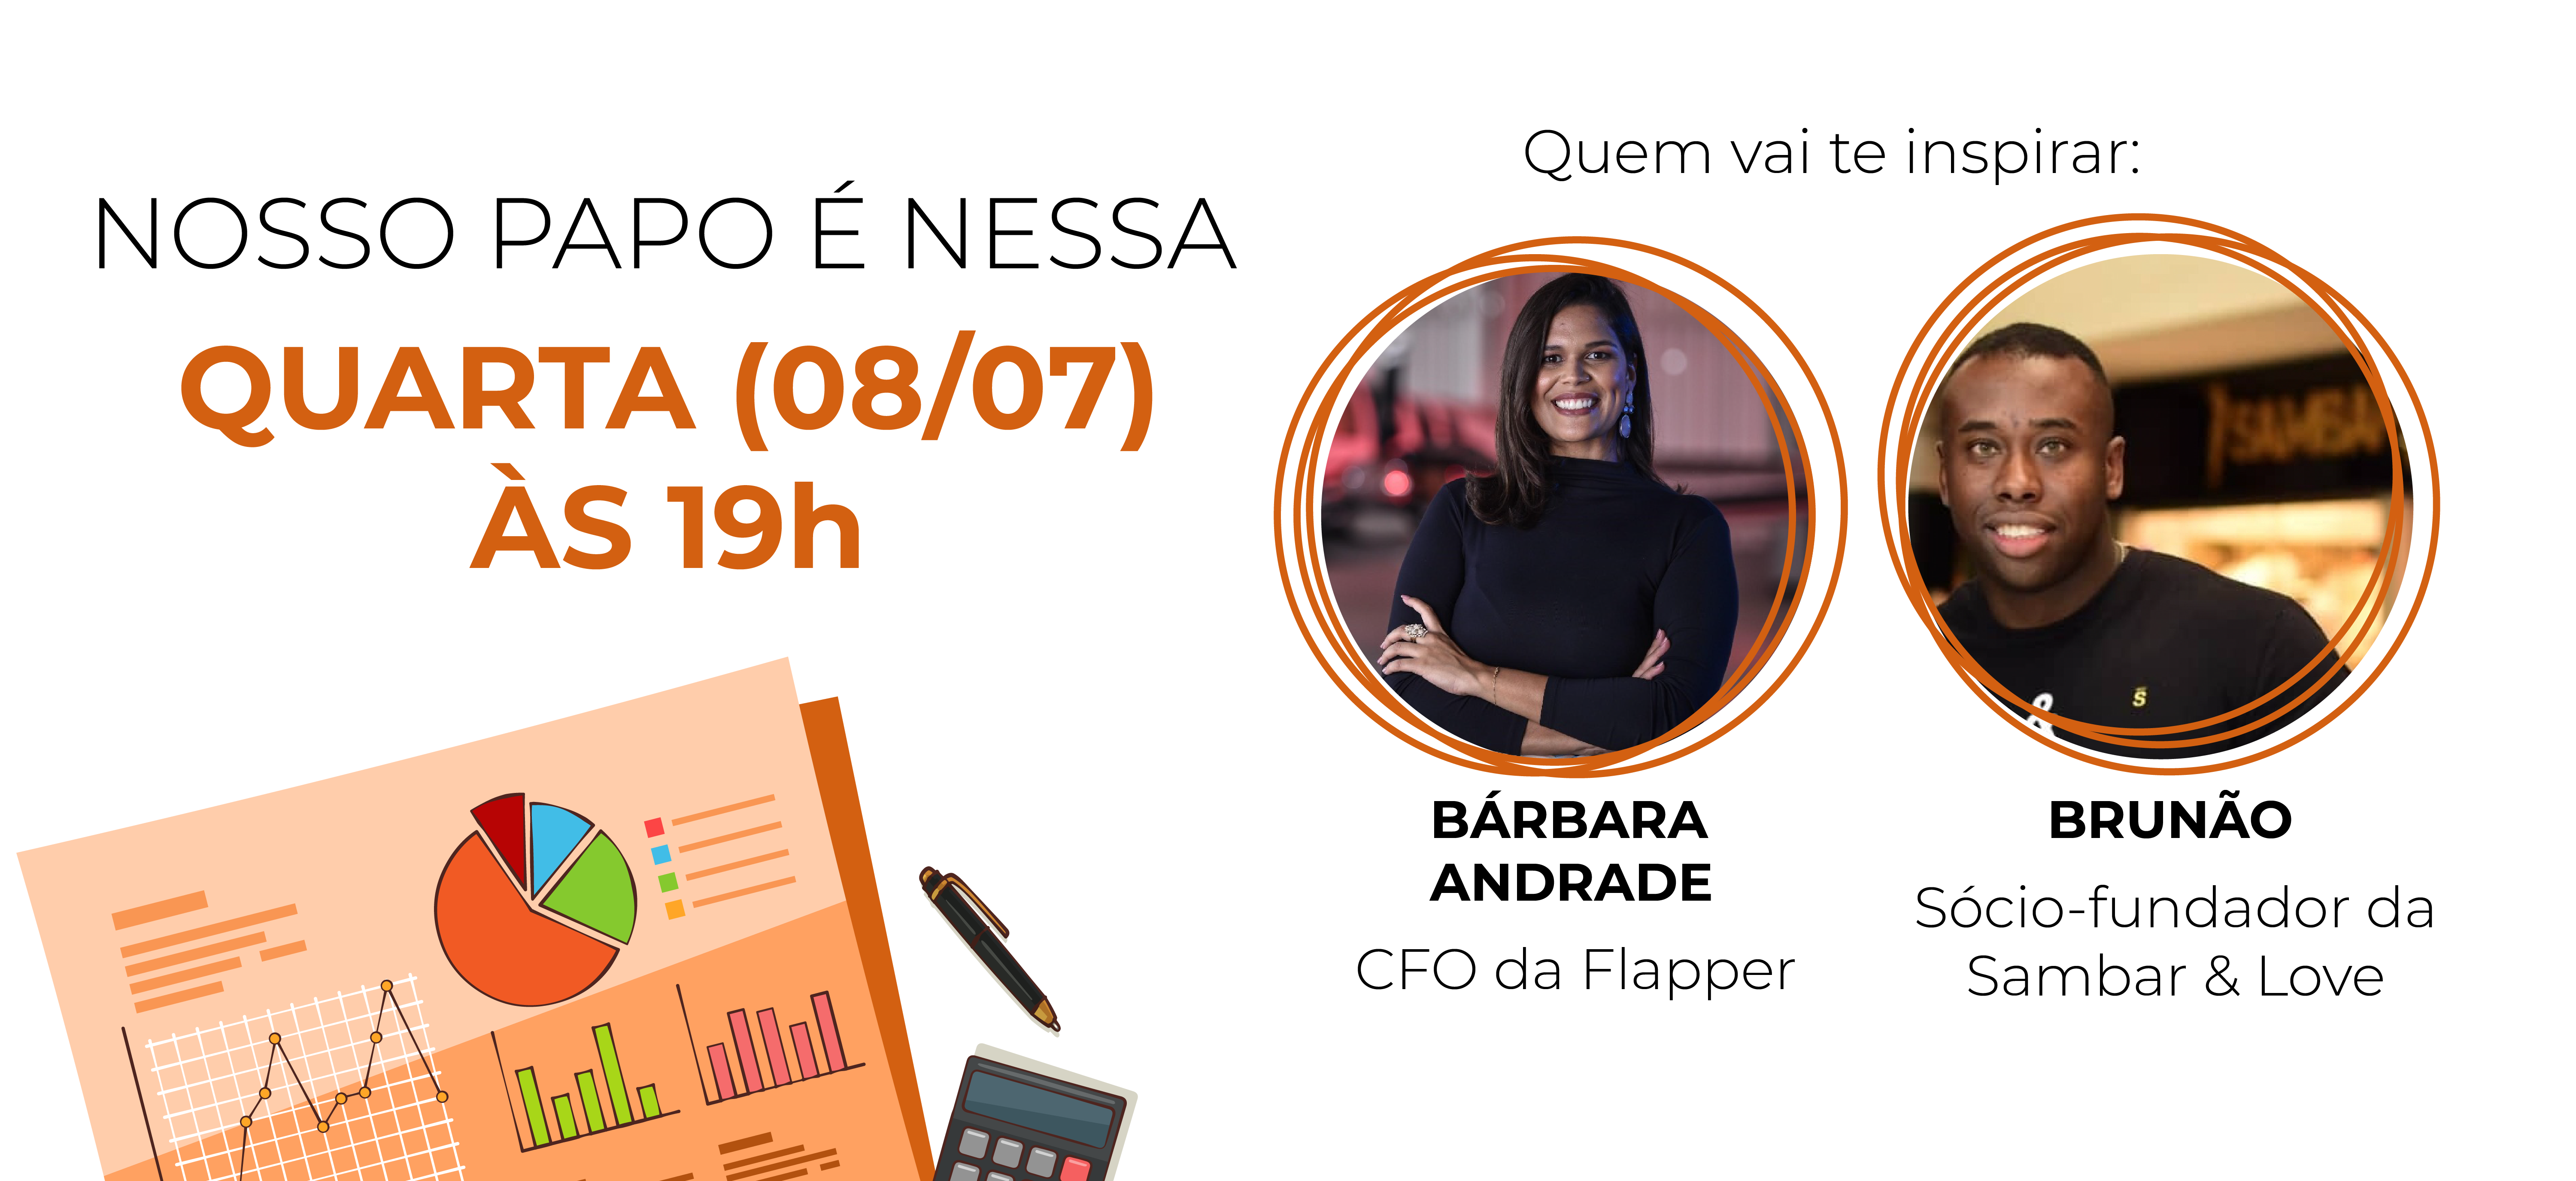 NOSSO PAPO É NESSA
QUARTA (08/07)
ÀS 19h
Quem vai te inspirar:
SAMBA
&
S
BÁRBARA
ANDRADE
CFO da Flapper
BRUNÃO
Sócio-fundador da
Sambar & Love